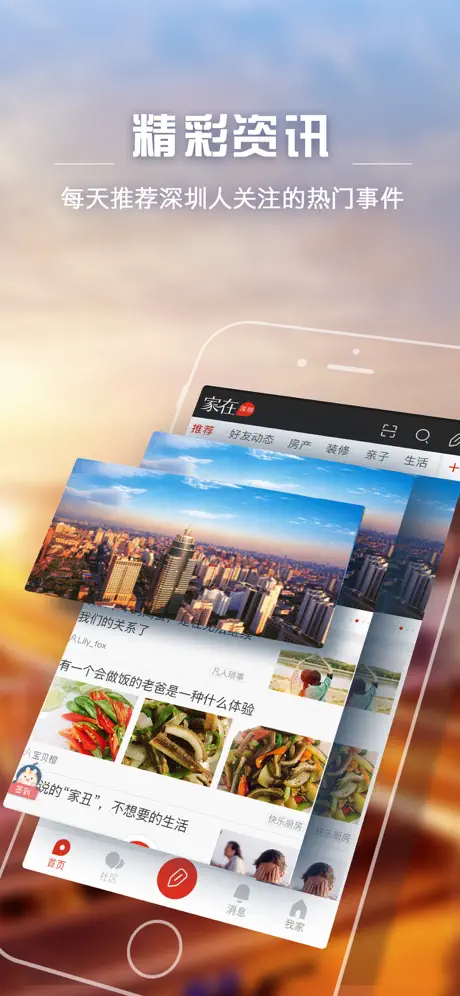 精彩资讯
每天推荐深圳人关注的热门事件
家在
深圳
推荐 好友动态 房产 装修 亲子 生活 +
我们的关系了
Lily_fox
凡人琐事
有一个会做饭的老爸是一种什么体验
宝贝橙
快乐厨房
快乐厨房
签到
说的“家丑”，不想要的生活
首页
社区
消息
我家